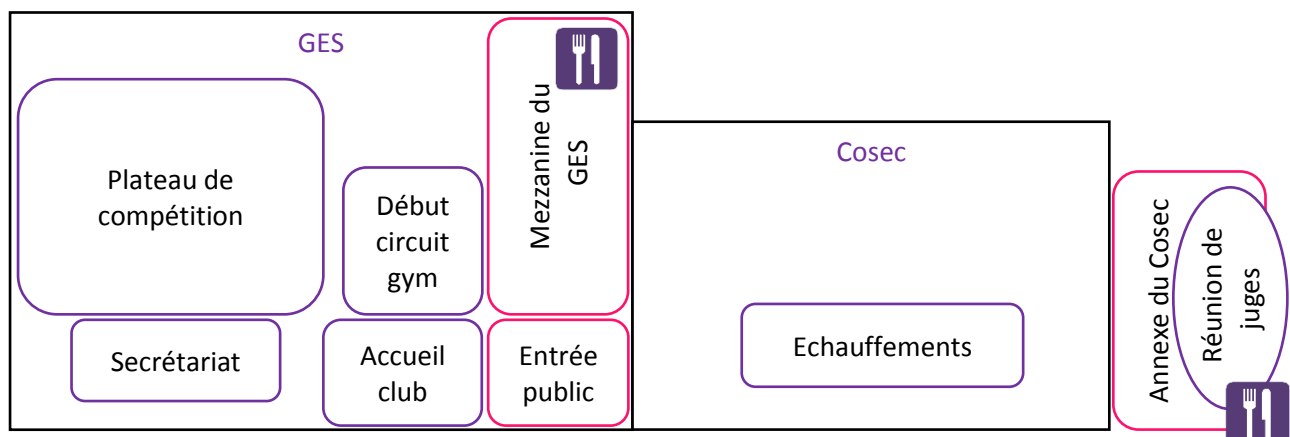 GES
Plateau de
compétition
Début
circuit
gym
Mezzanine du
GES
Secrétariat
Accueil
club
Entrée
public
Cosec
Echauffements
Annexe du Cosec
Réunion de
juges